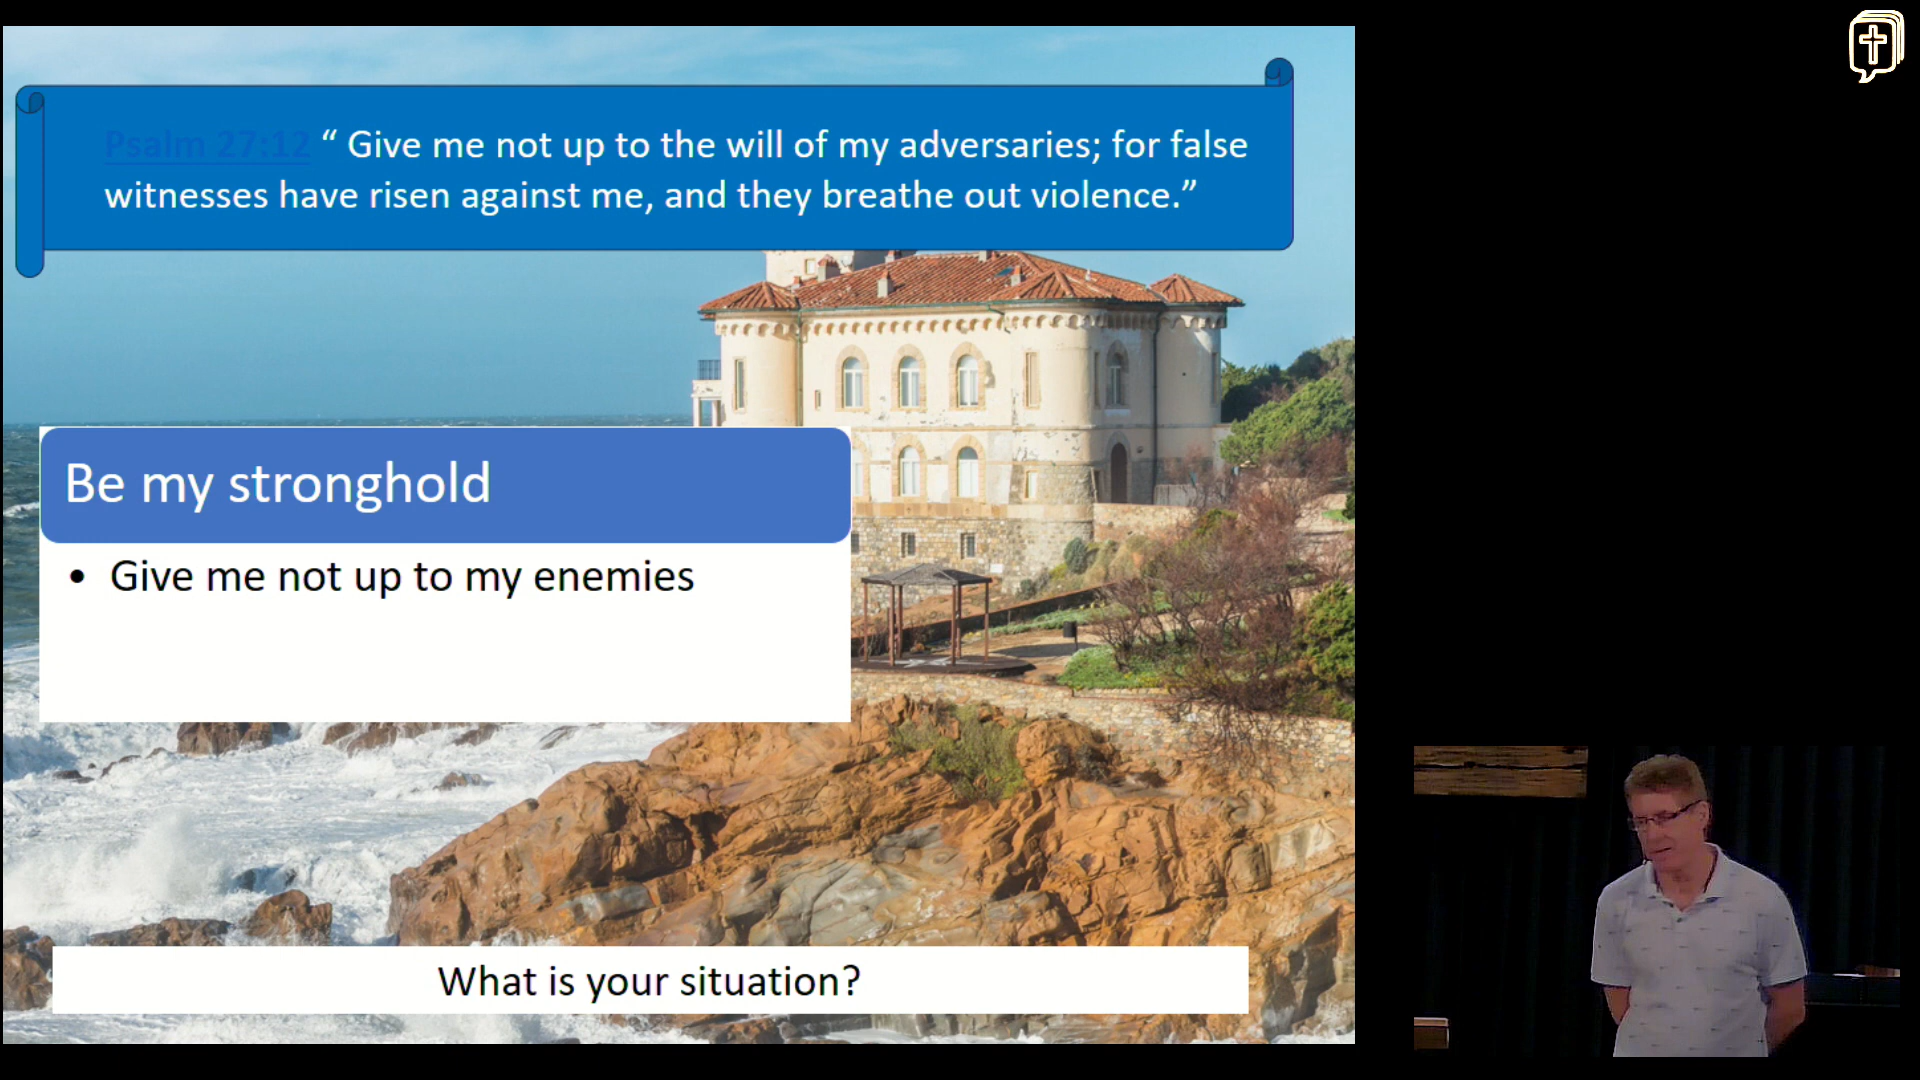 Psalm 27:12 “ Give me not up to the will of my adversaries; for false
witnesses have risen against me, and they breathe out violence.”
Be my stronghold
• Give me not up to my enemies
What is your situation?